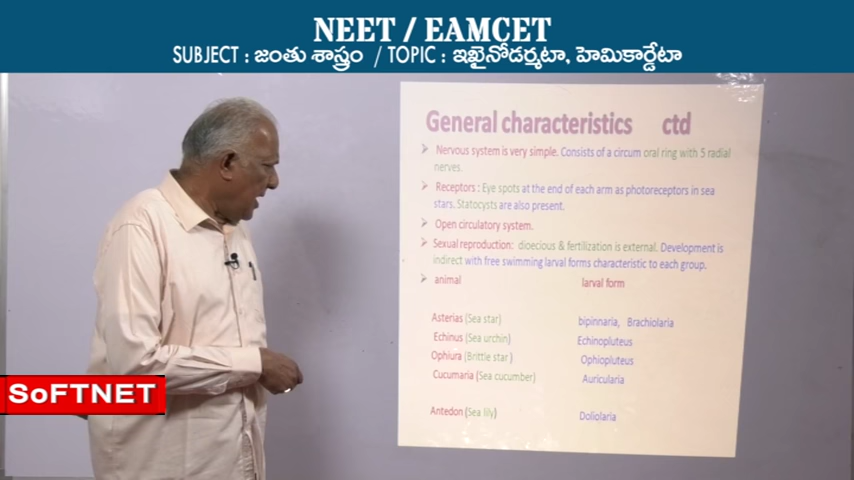 NEET / EAMCET
SUBJECT : జంతు శాస్త్రం / TOPIC : ఇఖైనోడర్మటా, హెమికార్డేటా
General characteristics ctd
Nervous system is very simple. Consists of a circum oral ring with 5 radial
nerves.
Receptors : Eye spots at the end of each arm as photoreceptors in sea
stars. Statocysts are also present.
Open circulatory system.
Sexual reproduction: dioecious & fertilization is external. Development is
indirect with free swimming larval forms characteristic to each group.
animal larval form
Asterias (Sea star) bipinnaria, Brachiolaria
Echinus (Sea urchin) Echinopluteus
Ophiura (Brittle star) Ophiopluteus
Cucumaria (Sea cucumber) Auricularia
Antedon (Sea lily) Doliolaria
SoFTNET